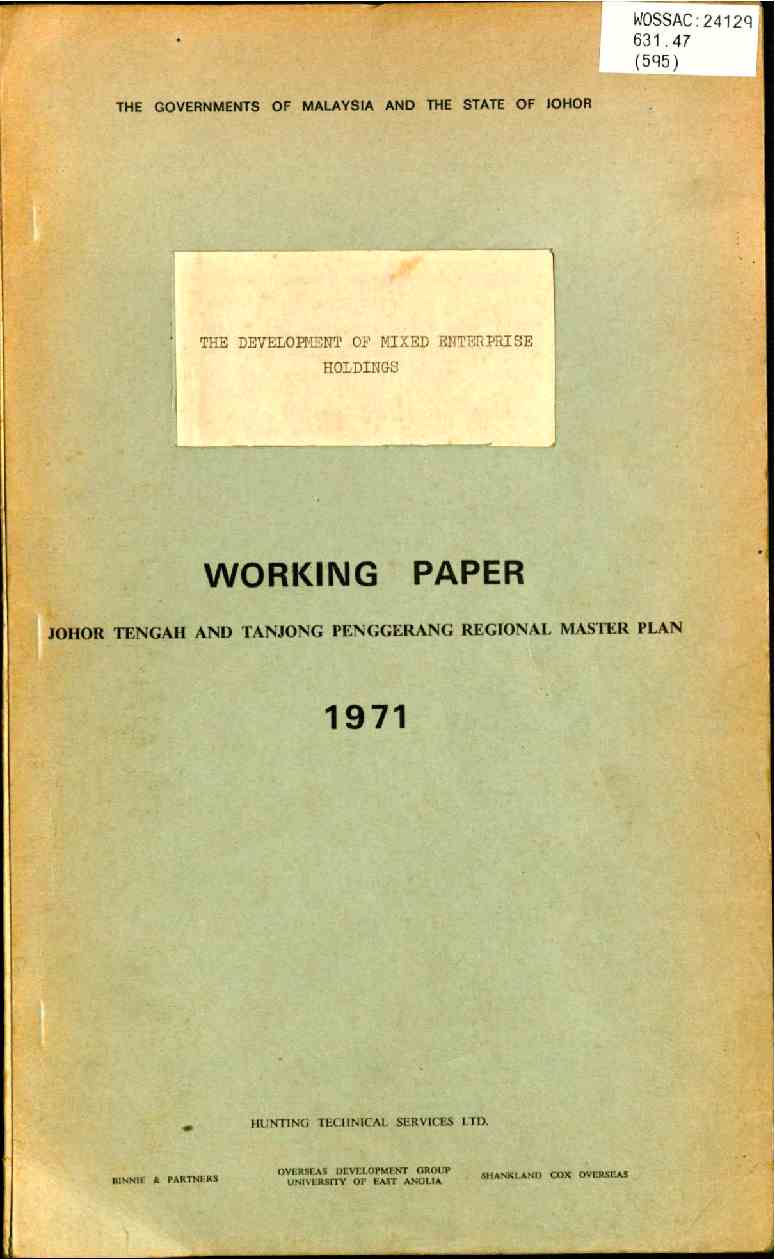 WOSSAC:24129
631.47
(595)
THE GOVERNMENTS OF MALAYSIA AND THE STATE OF JOHOR
THE DEVELOPMENT OF MIXED ENTERPRISE
HOLDINGS
WORKING PAPER
JOHOR TENGAH AND TANJONG PENGGERANG REGIONAL MASTER PLAN
1971
HUNTING TECHNICAL SERVICES LTD.
BINNIE & PARTNERS
OVERSEAS DEVELOPMENT GROUP
UNIVERSITY OF EAST ANGLIA
SHANKLAND COX OVERSEAS